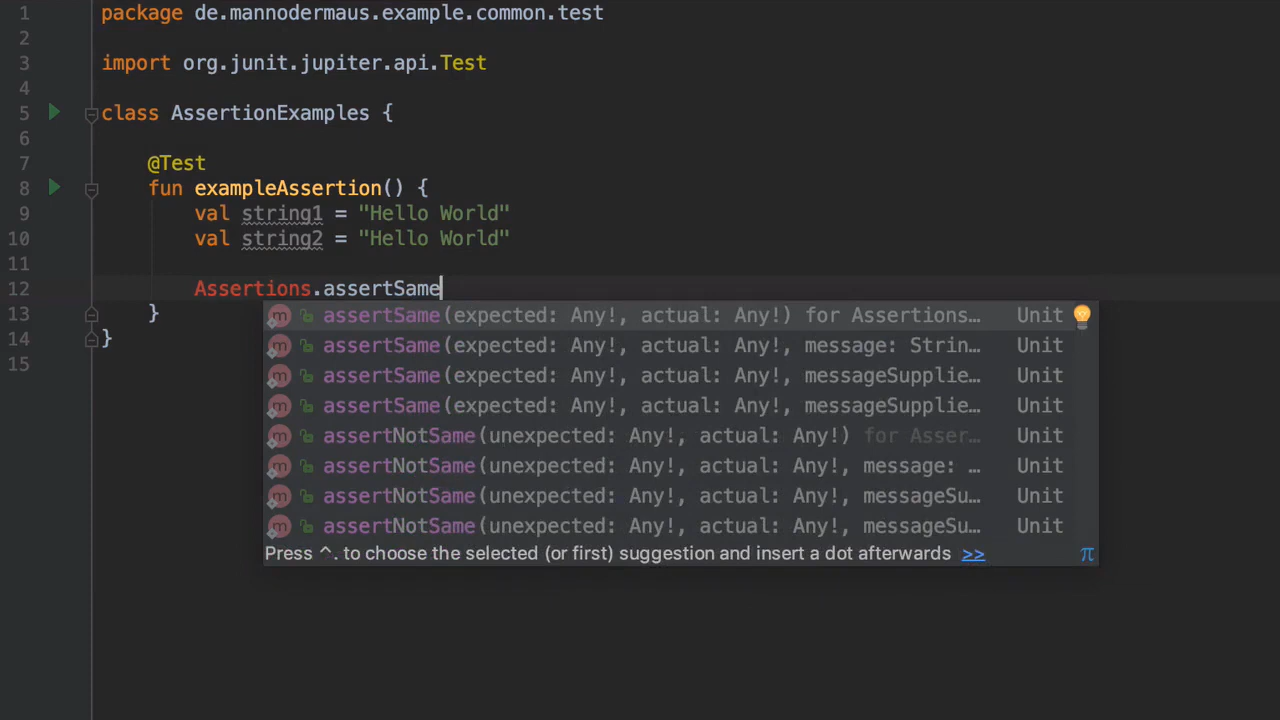 1 package de.mannodermaus.example.common.test
2
3 import org.junit.jupiter.api.Test
4
5 class AssertionExamples {
6
7 @Test
8 fun exampleAssertion() {
9 val string1 = "Hello World"
10 val string2 = "Hello World"
11
12 Assertions.assertSame
13 }
14 }
15
m assertSame(expected: Any!, actual: Any!) for Assertions… Unit
m assertSame(expected: Any!, actual: Any!, message: Strin… Unit
m assertSame(expected: Any!, actual: Any!, messageSupplie… Unit
m assertSame(expected: Any!, actual: Any!, messageSupplie… Unit
m assertNotSame(unexpected: Any!, actual: Any!) for Asser… Unit
m assertNotSame(unexpected: Any!, actual: Any!, message: … Unit
m assertNotSame(unexpected: Any!, actual: Any!, messageSu… Unit
m assertNotSame(unexpected: Any!, actual: Any!, messageSu… Unit
Press ^. to choose the selected (or first) suggestion and insert a dot afterwards >> π